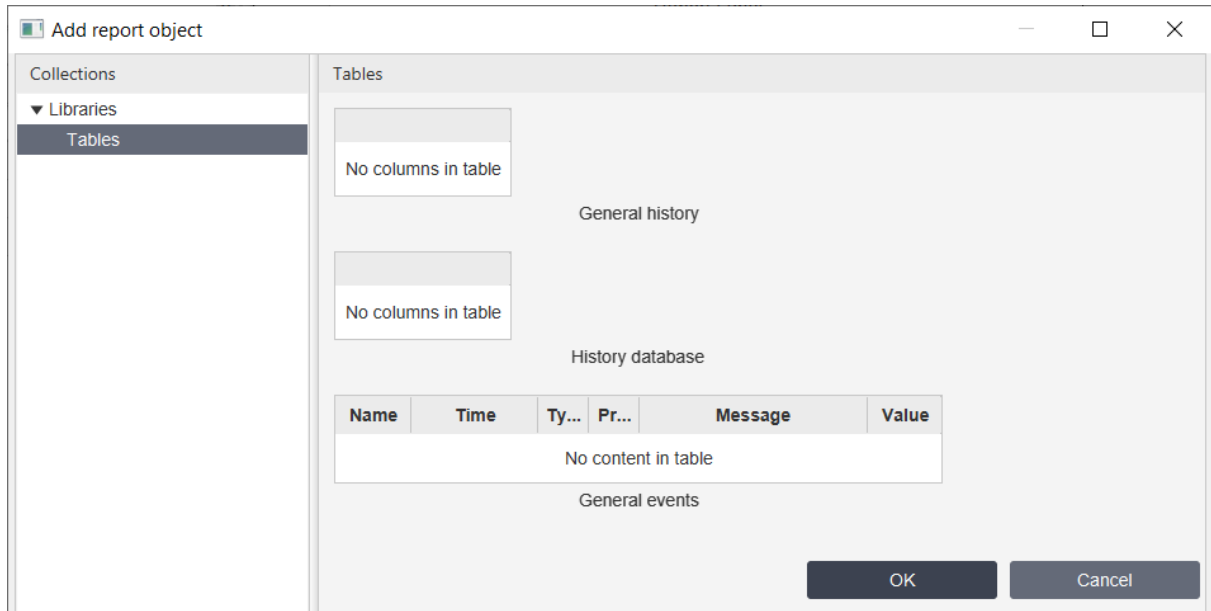 Add report object
Collections
Tables
Libraries
Tables
No columns in table
General history
No columns in table
History database
Name Time Ty... Pr... Message Value
No content in table
General events
OK Cancel